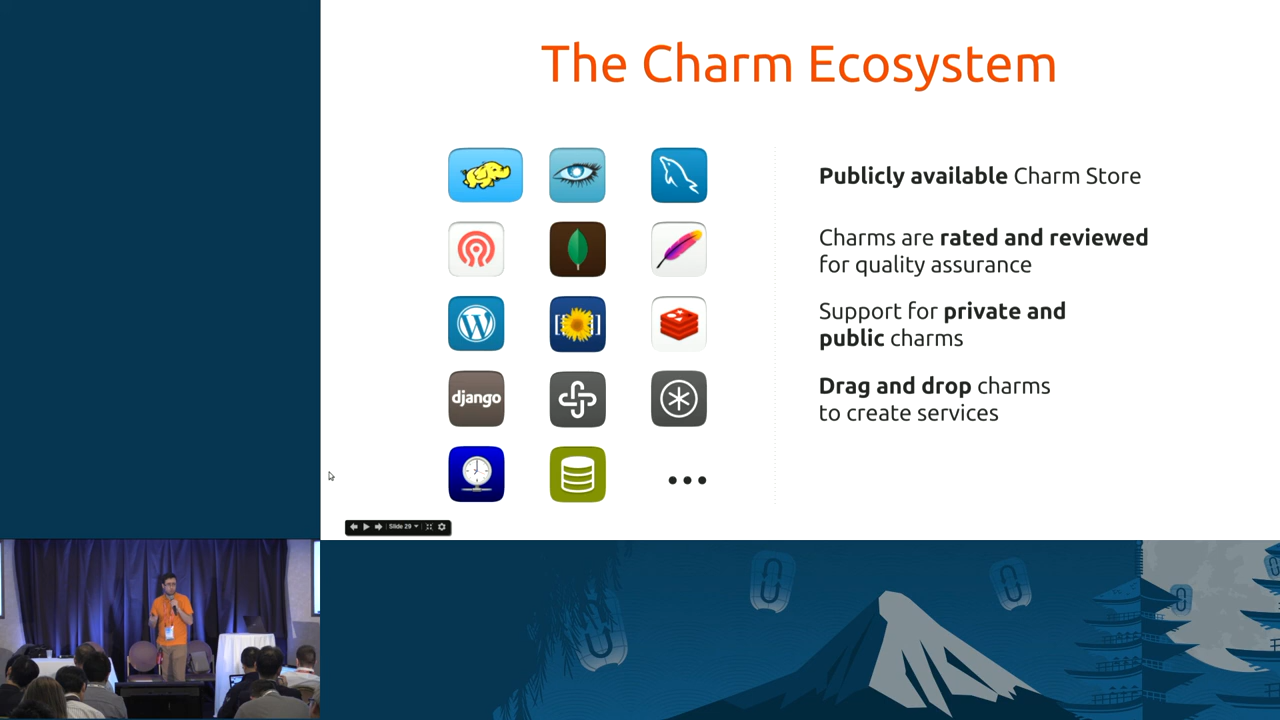 The Charm Ecosystem
Publicly available Charm Store
Charms are rated and reviewed
for quality assurance
Support for private and
public charms
django
Drag and drop charms
to create services
Slide 29